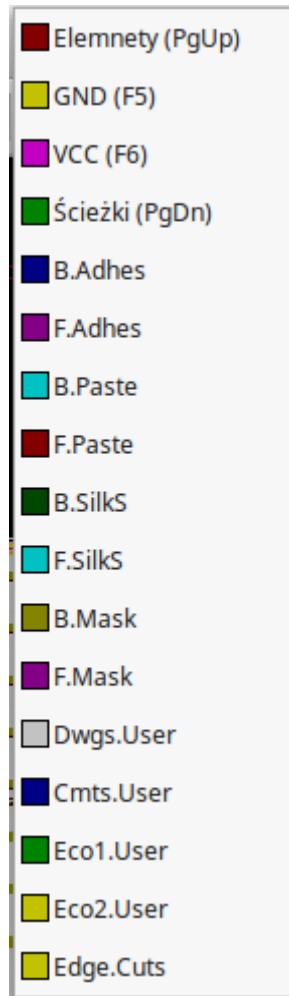 Elemnety (PgUp)
GND (F5)
VCC (F6)
Ścieżki (PgDn)
B.Adhes
F.Adhes
B.Paste
F.Paste
B.SilkS
F.SilkS
B.Mask
F.Mask
Dwgs.User
Cmts.User
Eco1.User
Eco2.User
Edge.Cuts